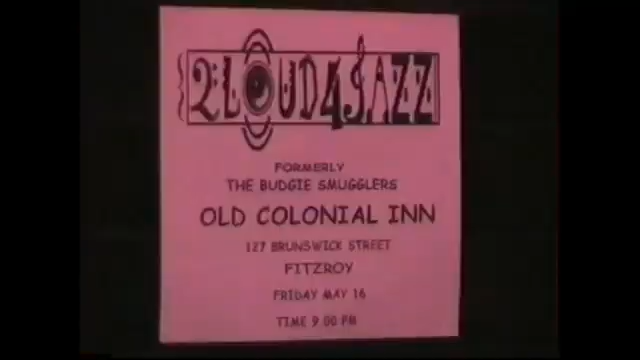 2LOUD4JAZZ
FORMERLY
THE BUDGIE SMUGGLERS
OLD COLONIAL INN
127 BRUNSWICK STREET
FITZROY
FRIDAY MAY 16
TIME 9 00 PM